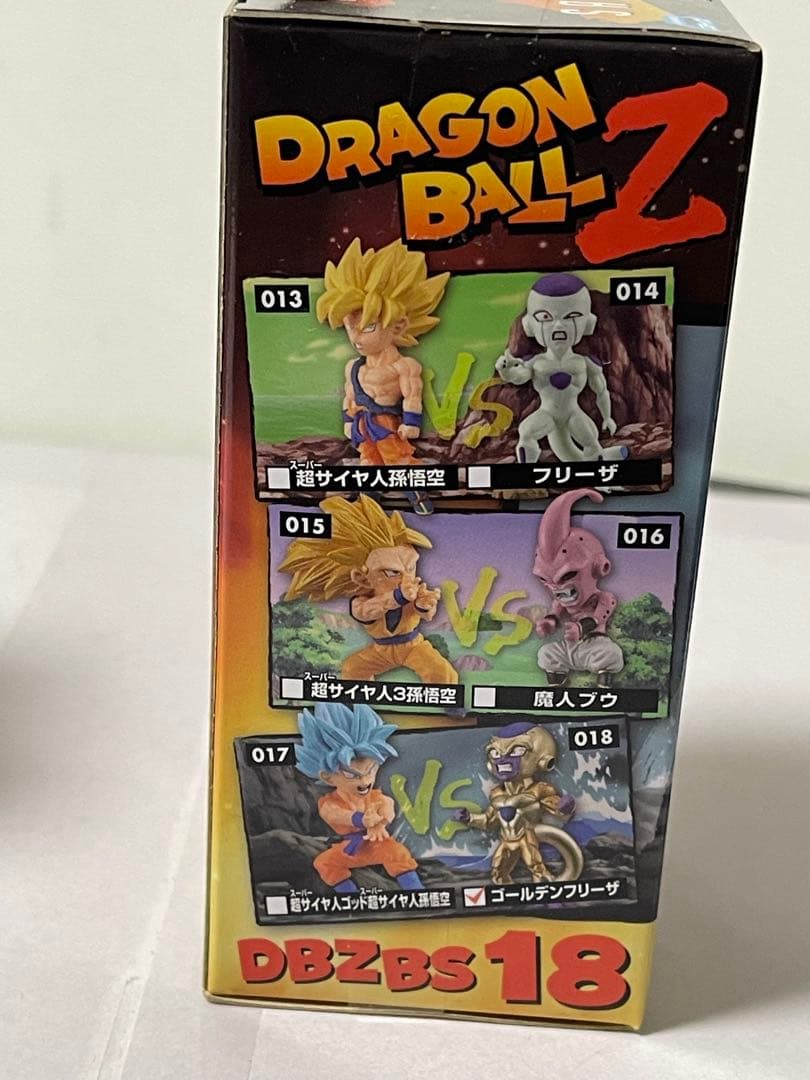 DRAGON
BALL Z
013
014
VS
スーパー
超サイヤ人孫悟空
フリーザ
015
016
VS
スーパー
超サイヤ人3孫悟空
魔人ブウ
017
018
VS
スーパー スーパー
超サイヤ人ゴッド超サイヤ人孫悟空
ゴールデンフリーザ
DBZBS18